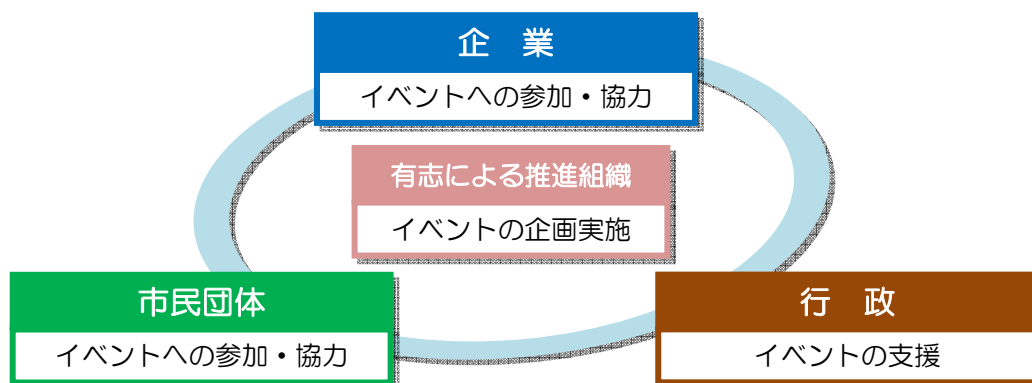 企　業
イベントへの参加・協力
有志による推進組織
イベントの企画実施
市民団体
イベントへの参加・協力
行　政
イベントの支援